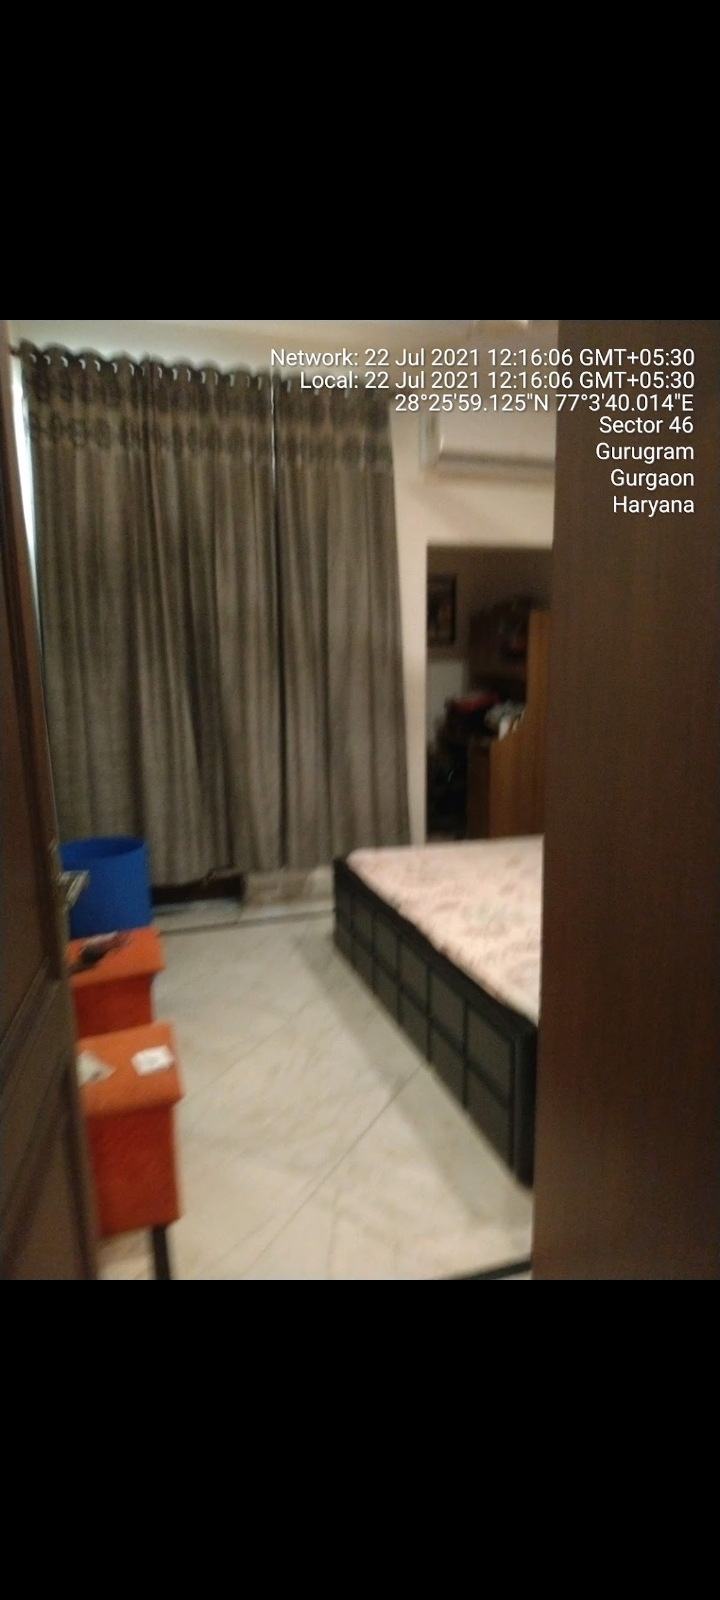 Network: 22 Jul 2021 12:16:06 GMT+05:30
Local: 22 Jul 2021 12:16:06 GMT+05:30
28°25'59.125"N 77°3'40.014"E
Sector 46
Gurugram
Gurgaon
Haryana